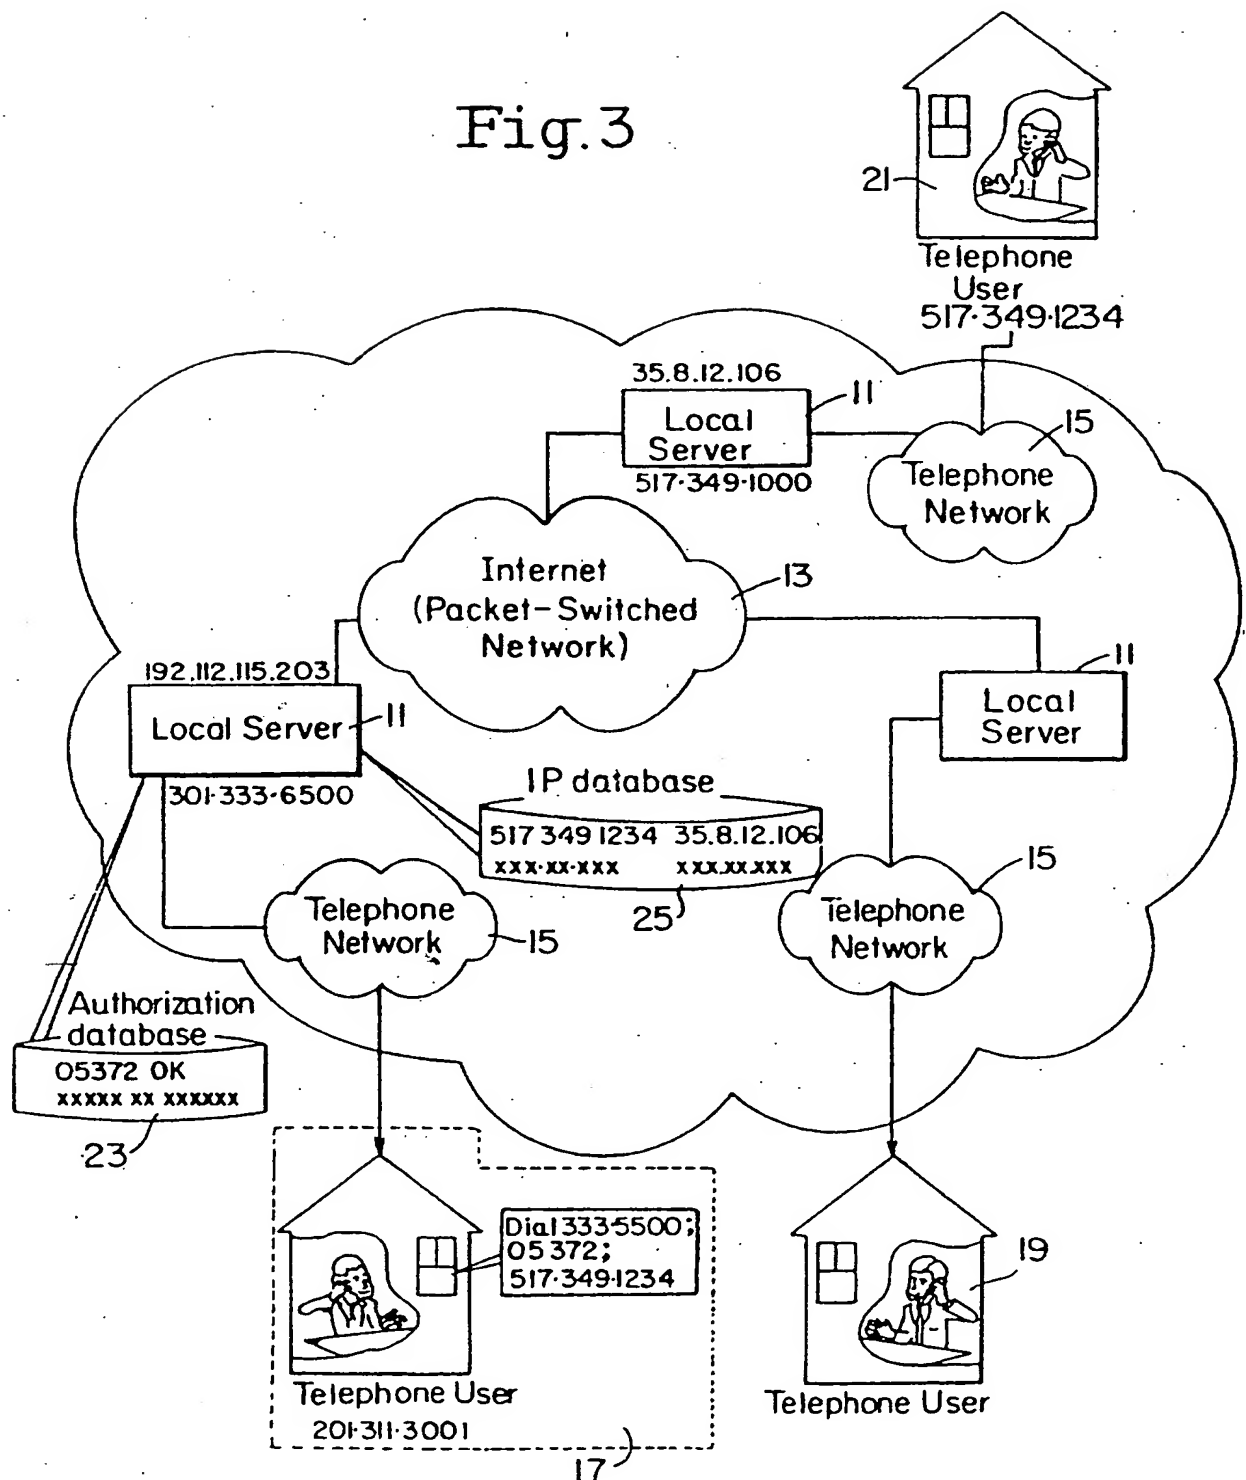 Fig. 3
21
Telephone
User
517·349·1234
35.8.12.106
11
Local
Server
517·349·1000
15
Telephone
Network
Internet
(Packet-Switched
Network)
13
192.112.115.203
Local Server
11
301·333·6500
11
Local
Server
IP database
517 349 1234 35.8.12.106
xxx·xx·xxx xxx.xx.xxx
25
Telephone
Network
15
15
Telephone
Network
Authorization
database
05372 OK
xxxxx xx xxxxxx
23
Dial 333·5500;
05372;
517·349·1234
Telephone User
201·311·3001
17
19
Telephone User